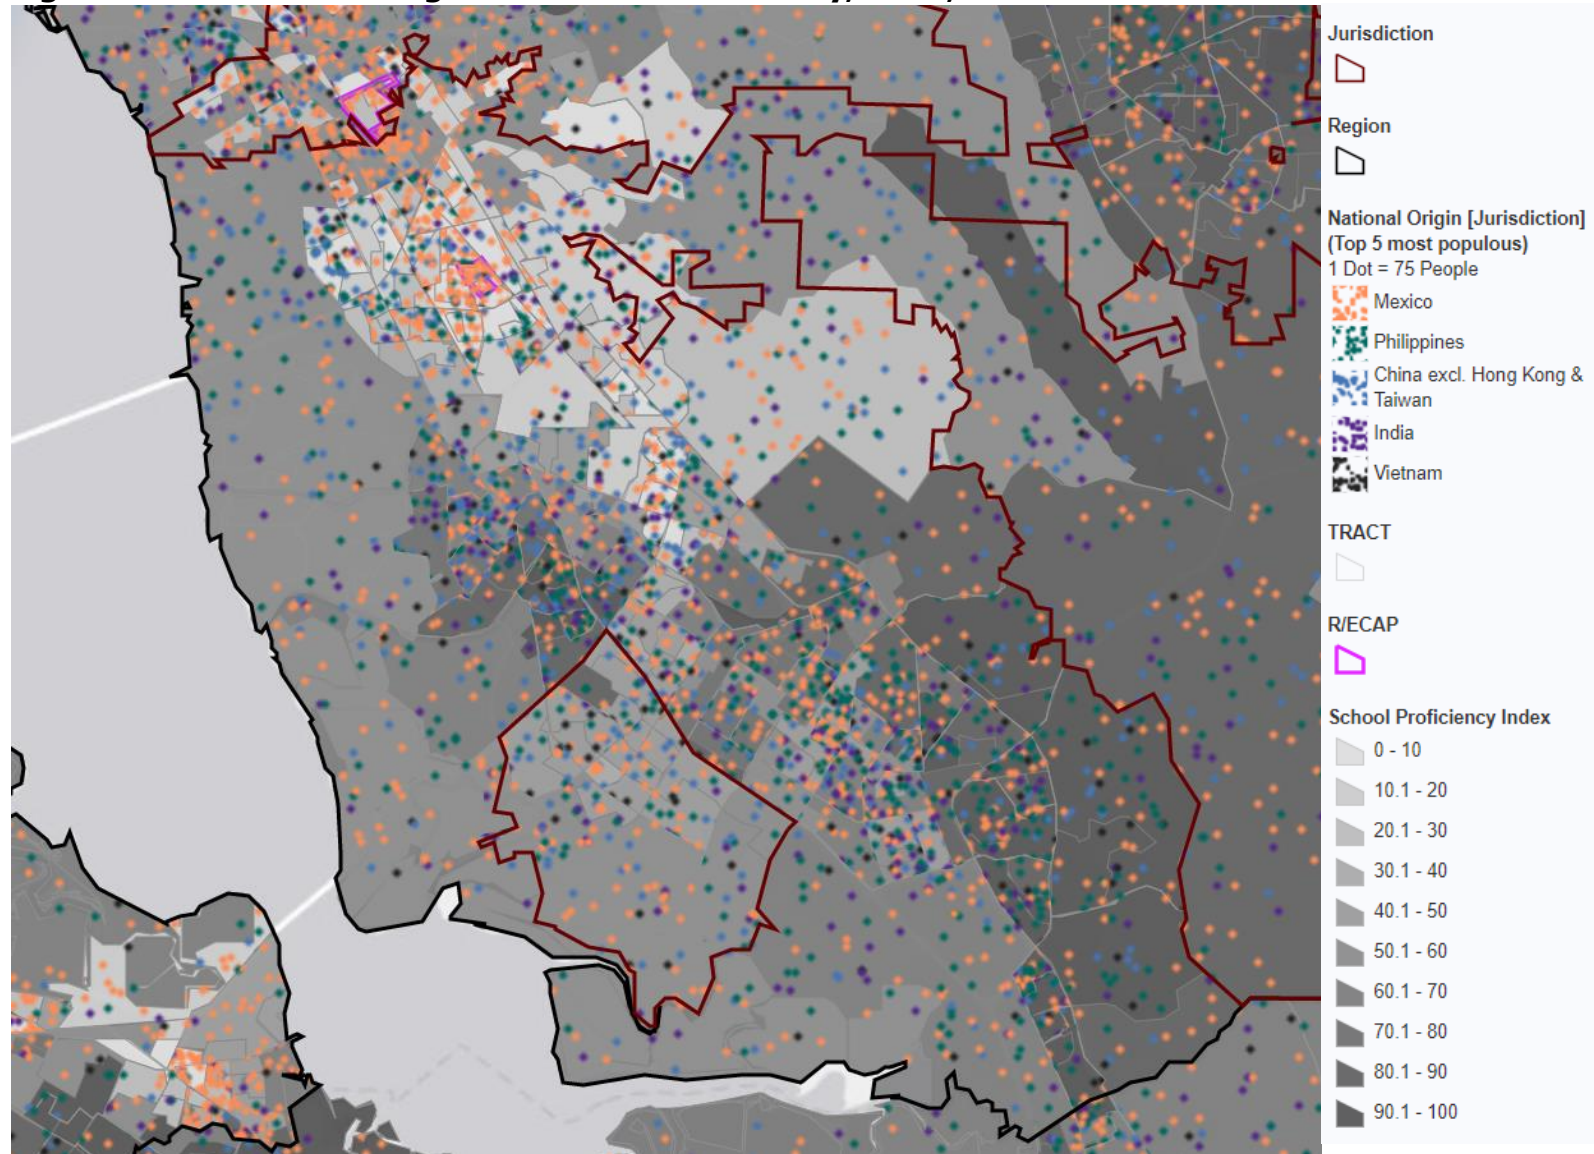 Jurisdiction
Region
National Origin [Jurisdiction]
(Top 5 most populous)
1 Dot = 75 People
Mexico
Philippines
China excl. Hong Kong &
Taiwan
India
Vietnam
TRACT
R/ECAP
School Proficiency Index
0 - 10
10.1 - 20
20.1 - 30
30.1 - 40
40.1 - 50
50.1 - 60
60.1 - 70
70.1 - 80
80.1 - 90
90.1 - 100